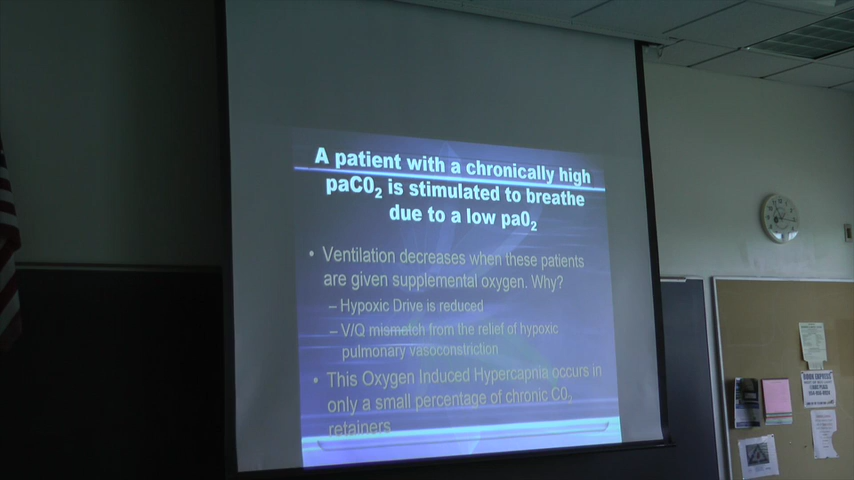 A patient with a chronically high
paC0₂ is stimulated to breathe
due to a low pa0₂
• Ventilation decreases when these patients
are given supplemental oxygen. Why?
– Hypoxic Drive is reduced
– V/Q mismatch from the relief of hypoxic
pulmonary vasoconstriction
• This Oxygen Induced Hypercapnia occurs in
only a small percentage of chronic C0₂
retainers
BOOK EXPRESS